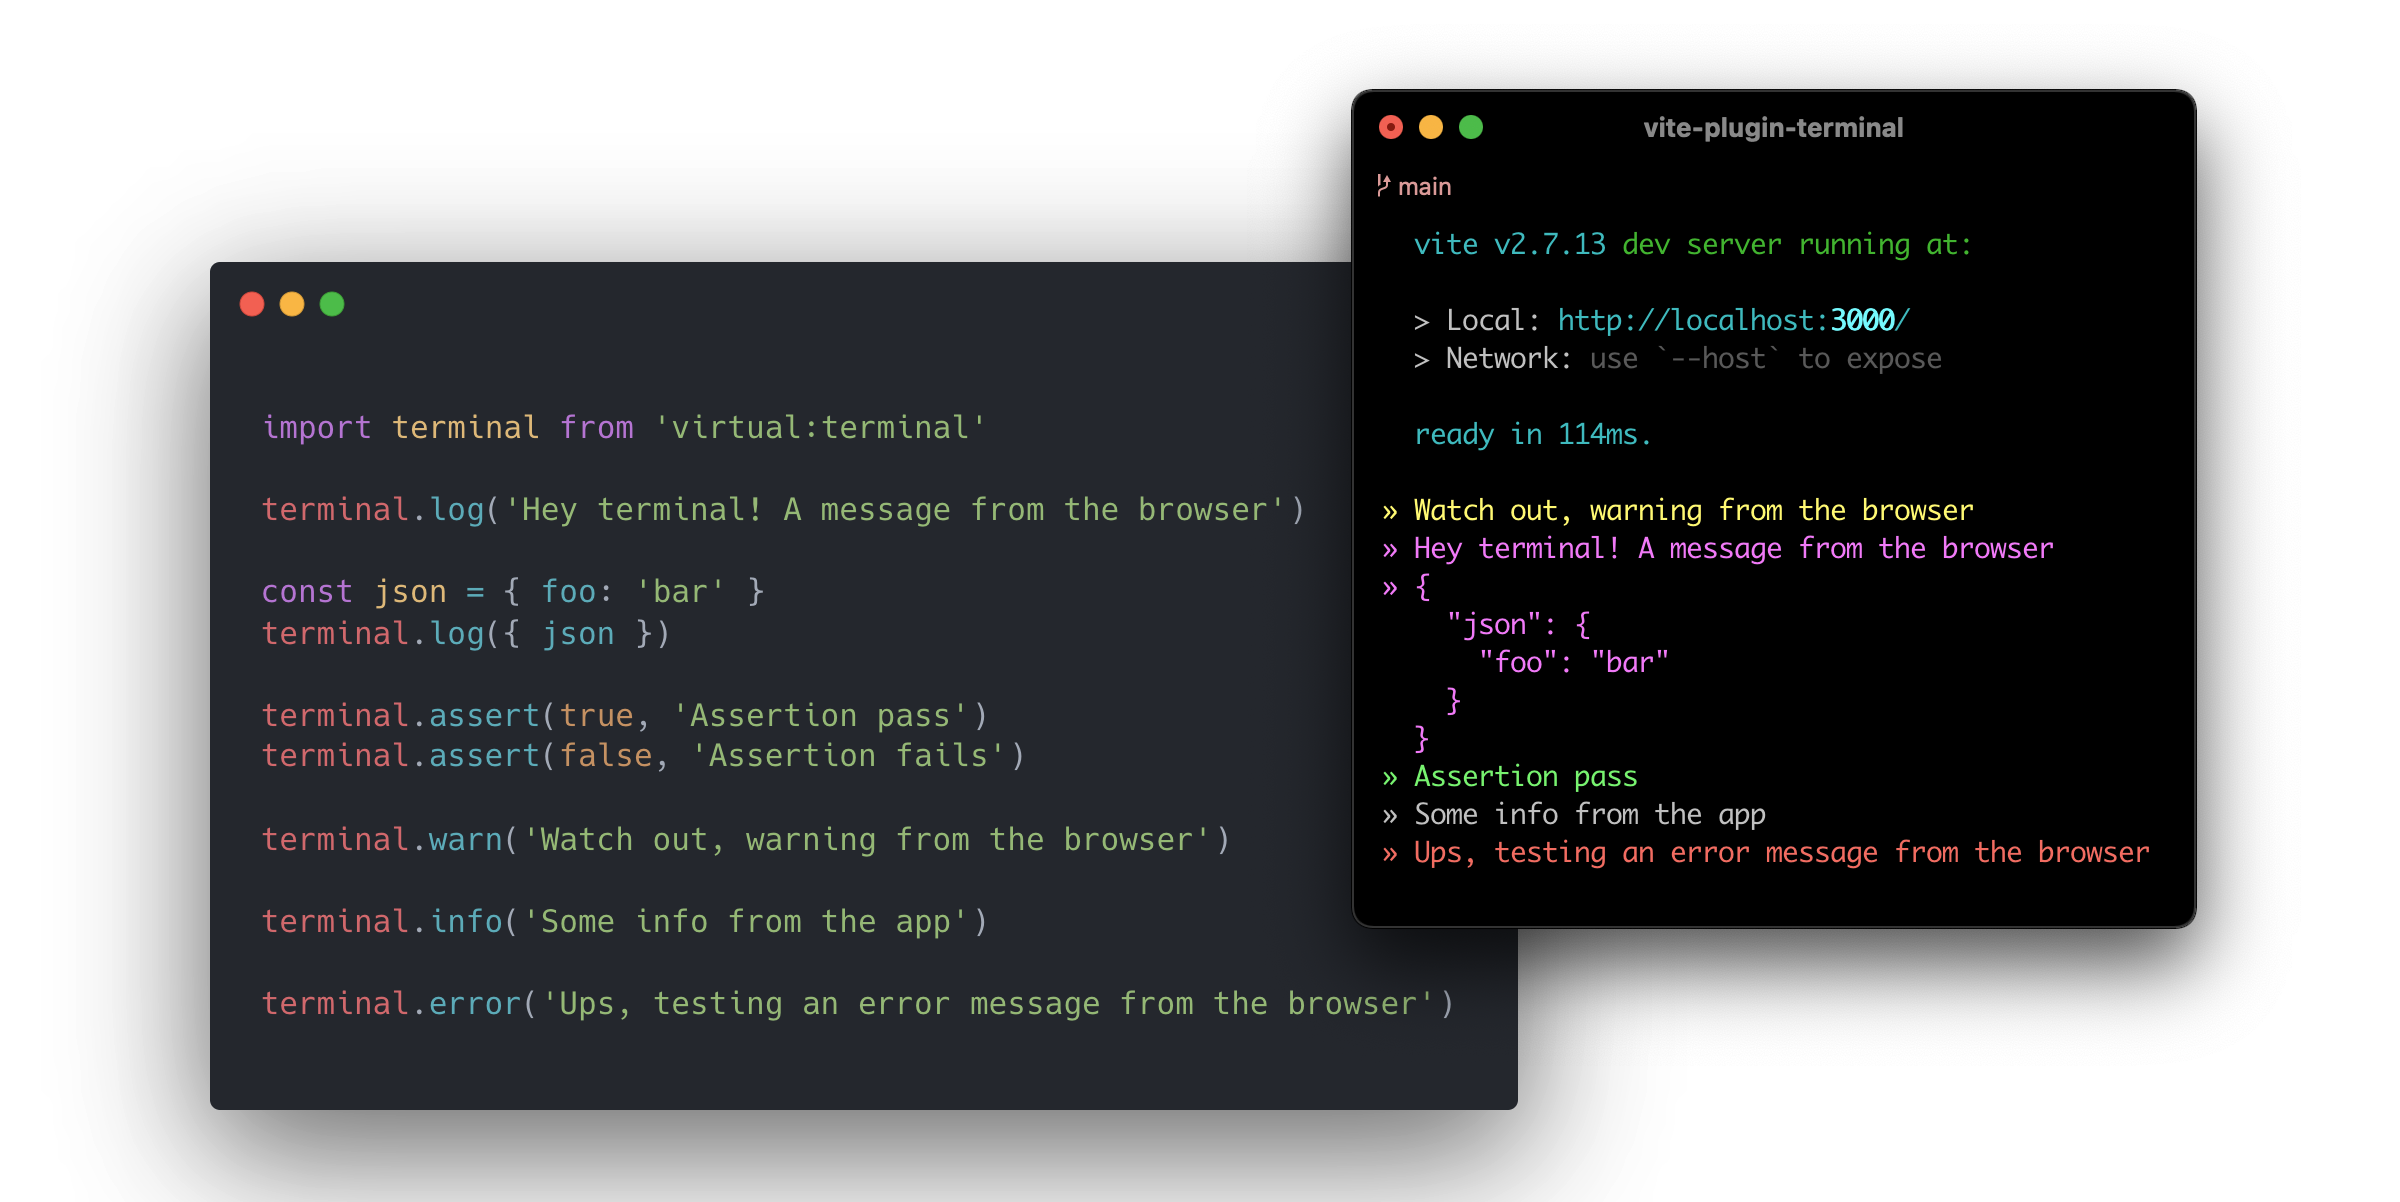 import terminal from 'virtual:terminal'
terminal.log('Hey terminal! A message from the browser')
const json = { foo: 'bar' }
terminal.log({ json })
terminal.assert(true, 'Assertion pass')
terminal.assert(false, 'Assertion fails')
terminal.warn('Watch out, warning from the browser')
terminal.info('Some info from the app')
terminal.error('Ups, testing an error message from the browser')
vite-plugin-terminal
main
vite v2.7.13 dev server running at:
> Local: http://localhost:3000/
> Network: use `--host` to expose
ready in 114ms.
» Watch out, warning from the browser
» Hey terminal! A message from the browser
» {
"json": {
"foo": "bar"
}
}
» Assertion pass
» Some info from the app
» Ups, testing an error message from the browser